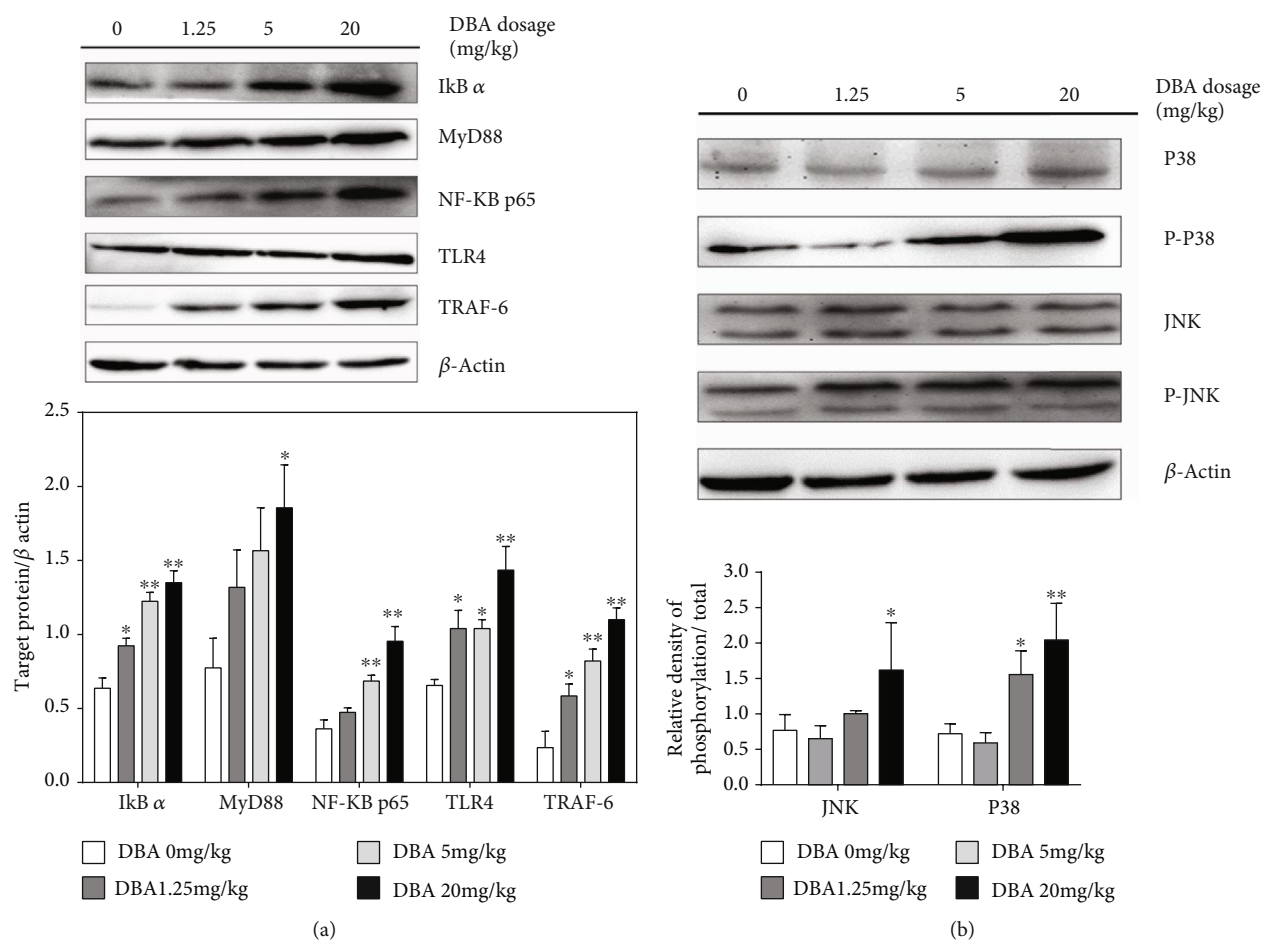 0 1.25 5 20 DBA dosage
(mg/kg)
IkB α
MyD88
NF-KB p65
TLR4
TRAF-6
β-Actin
2.5
2.0
1.5
1.0
0.5
0.0
Target protein/β actin
* ** **
*
** **
* * **
* ** **
IkB α MyD88 NF-KB p65 TLR4 TRAF-6
DBA 0mg/kg DBA 5mg/kg
DBA1.25mg/kg DBA 20mg/kg
(a)
0 1.25 5 20 DBA dosage
(mg/kg)
P38
P-P38
JNK
P-JNK
β-Actin
3.0
2.5
2.0
1.5
1.0
0.5
0.0
Relative density of
phosphorylation/ total
*
* **
JNK P38
DBA 0mg/kg DBA 5mg/kg
DBA1.25mg/kg DBA 20mg/kg
(b)